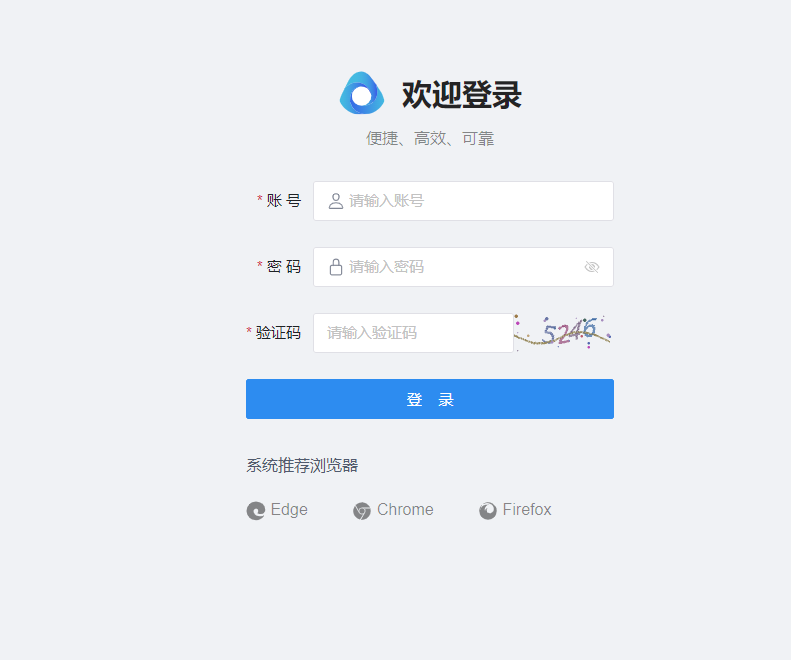 欢迎登录
便捷、高效、可靠
* 账 号 请输入账号
* 密 码 请输入密码
* 验证码 请输入验证码 5246
登 录
系统推荐浏览器
Edge Chrome Firefox